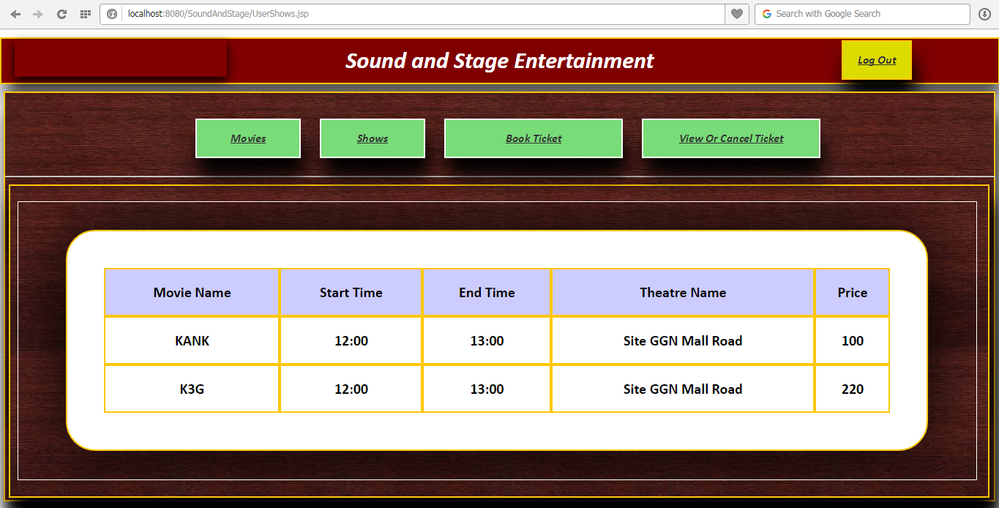 localhost:8080/SoundAndStage/UserShows.jsp Search with Google Search
Sound and Stage Entertainment Log Out
Movies Shows Book Ticket View Or Cancel Ticket
Movie Name Start Time End Time Theatre Name Price
KANK 12:00 13:00 Site GGN Mall Road 100
K3G 12:00 13:00 Site GGN Mall Road 220